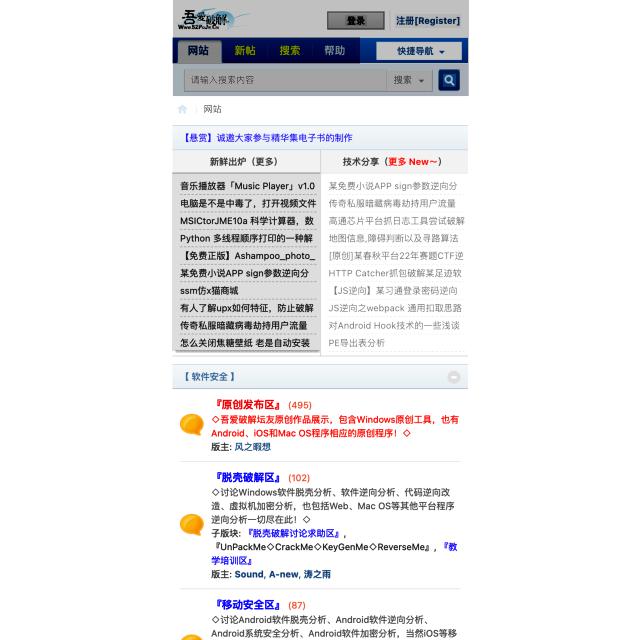 吾爱破解
Www.52PoJie.Cn
登录
注册[Register]
网站
新帖
搜索
帮助
快捷导航
请输入搜索内容
搜索
网站
【悬赏】诚邀大家参与精华集电子书的制作
新鲜出炉（更多）
技术分享（更多 New～）
音乐播放器「Music Player」v1.0
电脑是不是中毒了，打开视频文件
MSICtorJME10a 科学计算器，数
Python 多线程顺序打印的一种解
【免费正版】Ashampoo_photo_
某免费小说APP sign参数逆向分
ssm仿x猫商城
有人了解upx如何特征，防止破解
传奇私服暗藏病毒劫持用户流量
怎么关闭焦糖壁纸 老是自动安装
某免费小说APP sign参数逆向分
传奇私服暗藏病毒劫持用户流量
高通芯片平台抓日志工具尝试破解
地图信息,障碍判断以及寻路算法
[原创]某春秋平台22年赛题CTF逆
HTTP Catcher抓包破解某足迹软
【JS逆向】某习通登录密码逆向
JS逆向之webpack 通用扣取思路
对Android Hook技术的一些浅谈
PE导出表分析
【 软件安全 】
『原创发布区』 (495)
◇吾爱破解坛友原创作品展示，包含Windows原创工具，也有
Android、iOS和Mac OS程序相应的原创程序！◇
版主: 风之暇想
『脱壳破解区』 (102)
◇讨论Windows软件脱壳分析、软件逆向分析、代码逆向改
造、虚拟机加密分析，也包括Web、Mac OS等其他平台程序
逆向分析一切尽在此！◇
子版块: 『脱壳破解讨论求助区』,
『UnPackMe◇CrackMe◇KeyGenMe◇ReverseMe』, 『教
学培训区』
版主: Sound, A-new, 涛之雨
『移动安全区』 (87)
◇讨论Android软件脱壳分析、Android软件逆向分析、
Android系统安全分析、Android软件加密分析，当然iOS等移